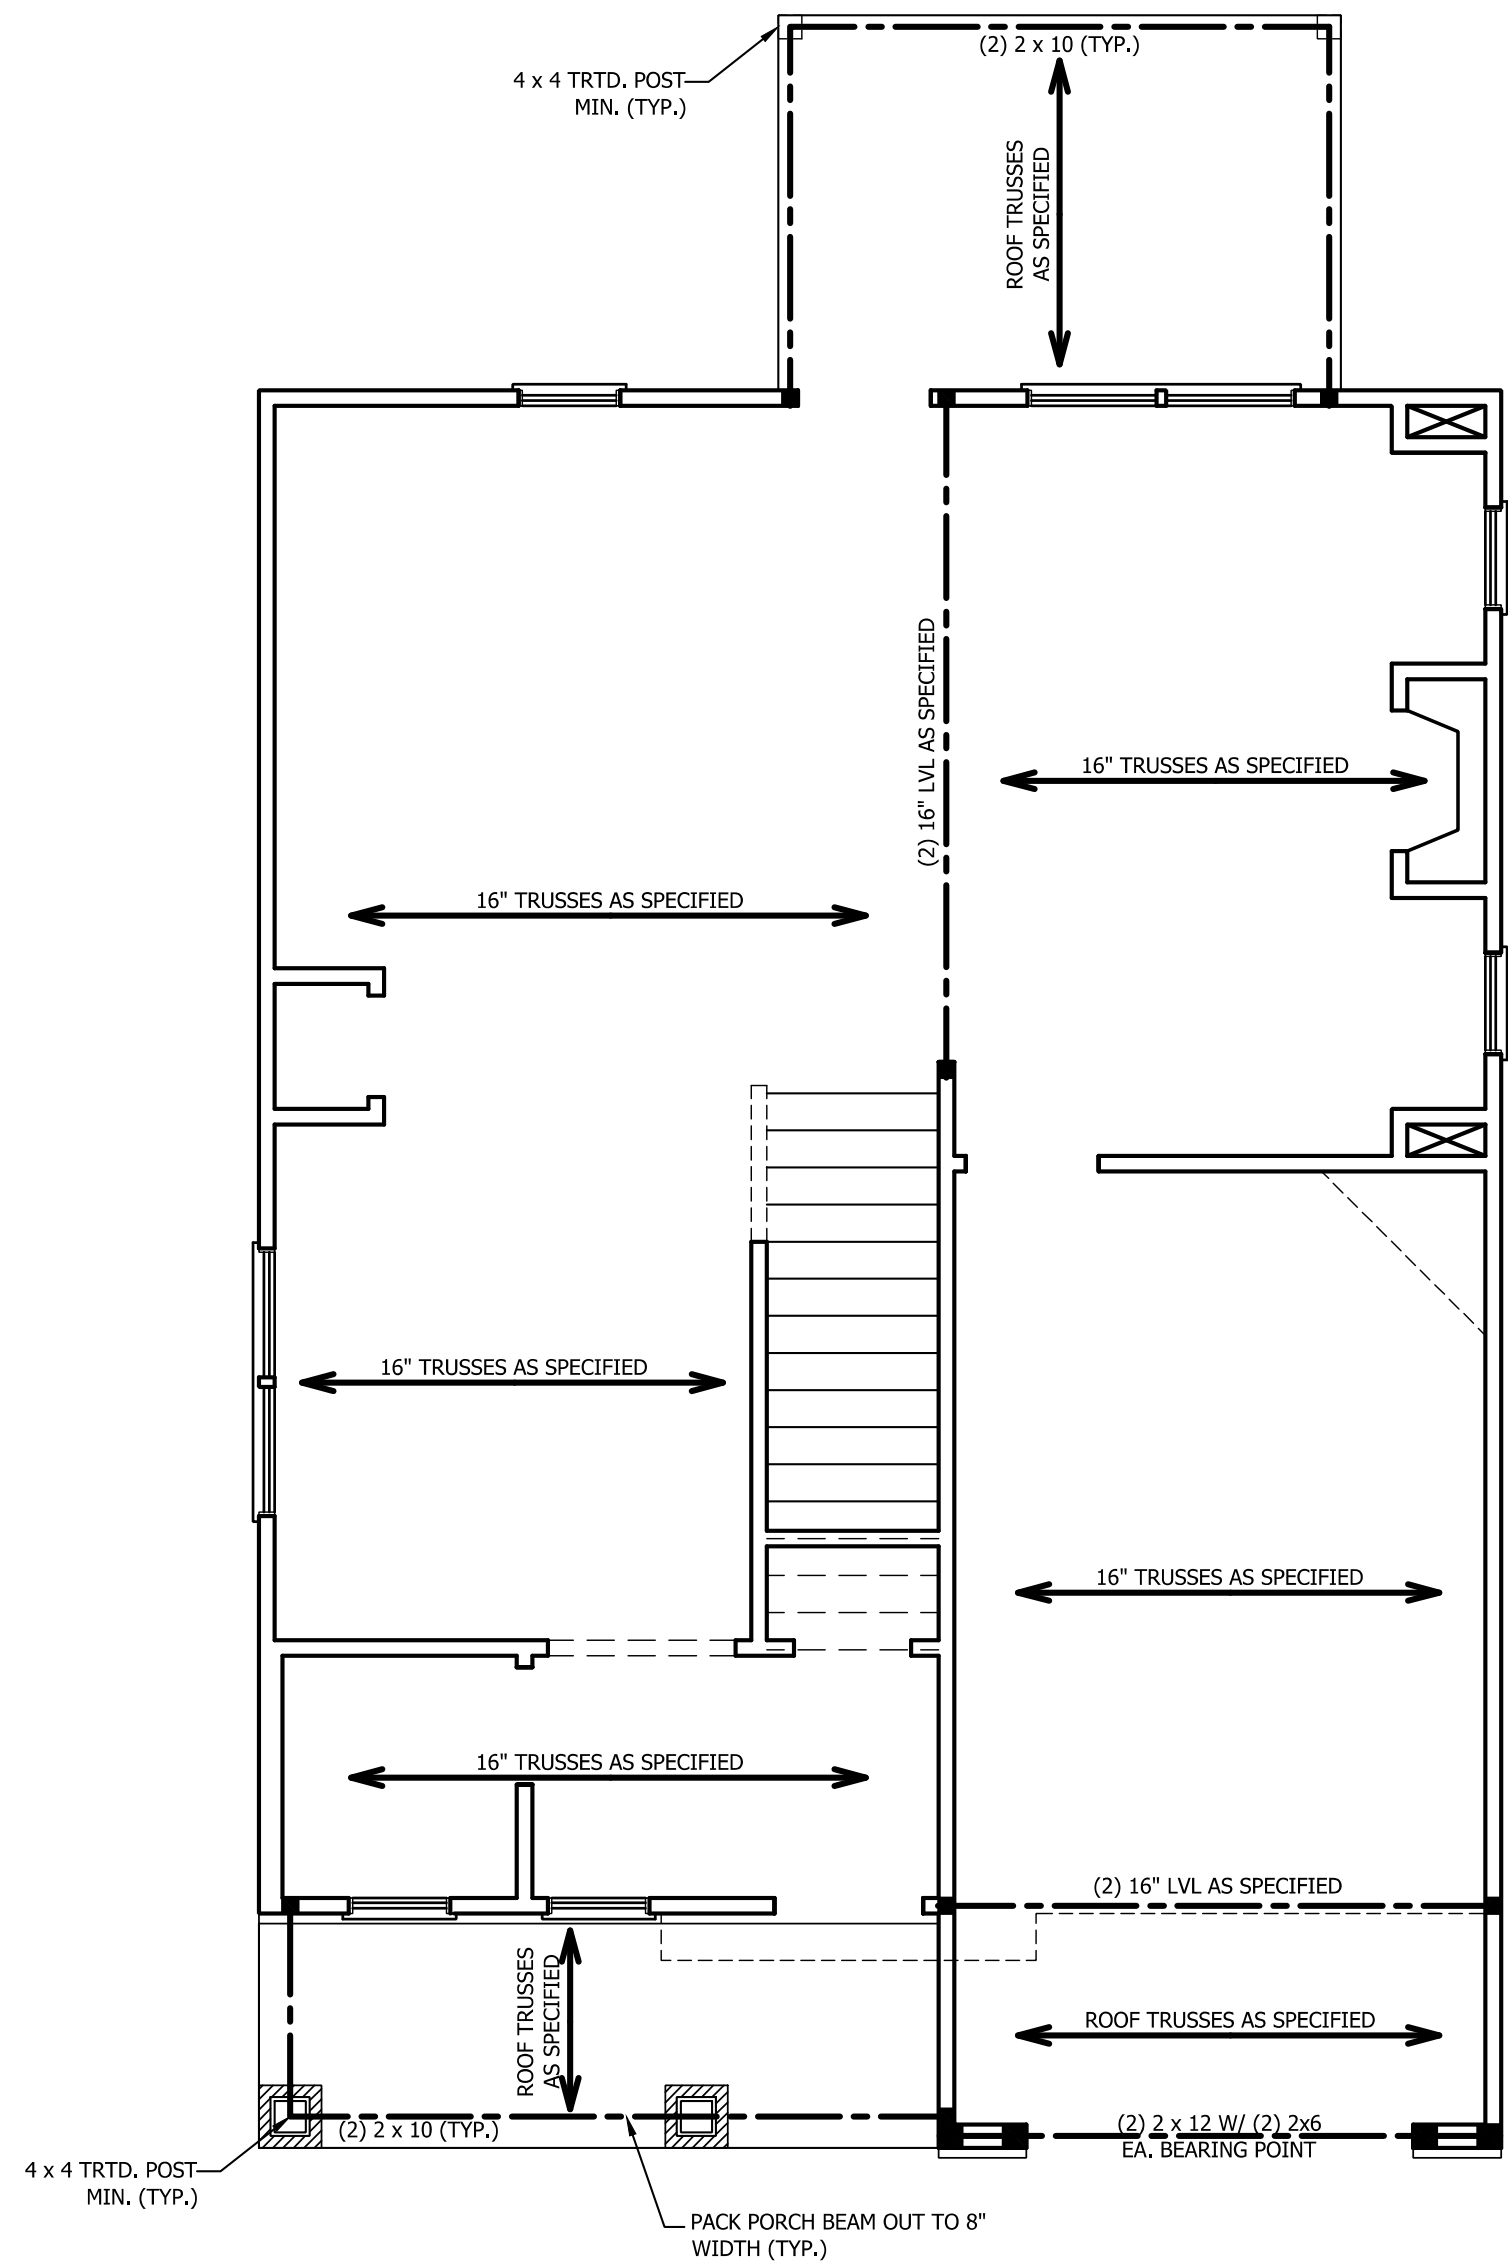 (2) 2 x 10 (TYP.)
4 x 4 TRTD. POST
MIN. (TYP.)
ROOF TRUSSES
AS SPECIFIED
(2) 16" LVL AS SPECIFIED
16" TRUSSES AS SPECIFIED
16" TRUSSES AS SPECIFIED
16" TRUSSES AS SPECIFIED
16" TRUSSES AS SPECIFIED
16" TRUSSES AS SPECIFIED
(2) 16" LVL AS SPECIFIED
ROOF TRUSSES
AS SPECIFIED
ROOF TRUSSES AS SPECIFIED
(2) 2 x 10 (TYP.)
(2) 2 x 12 W/ (2) 2x6
EA. BEARING POINT
4 x 4 TRTD. POST
MIN. (TYP.)
PACK PORCH BEAM OUT TO 8"
WIDTH (TYP.)